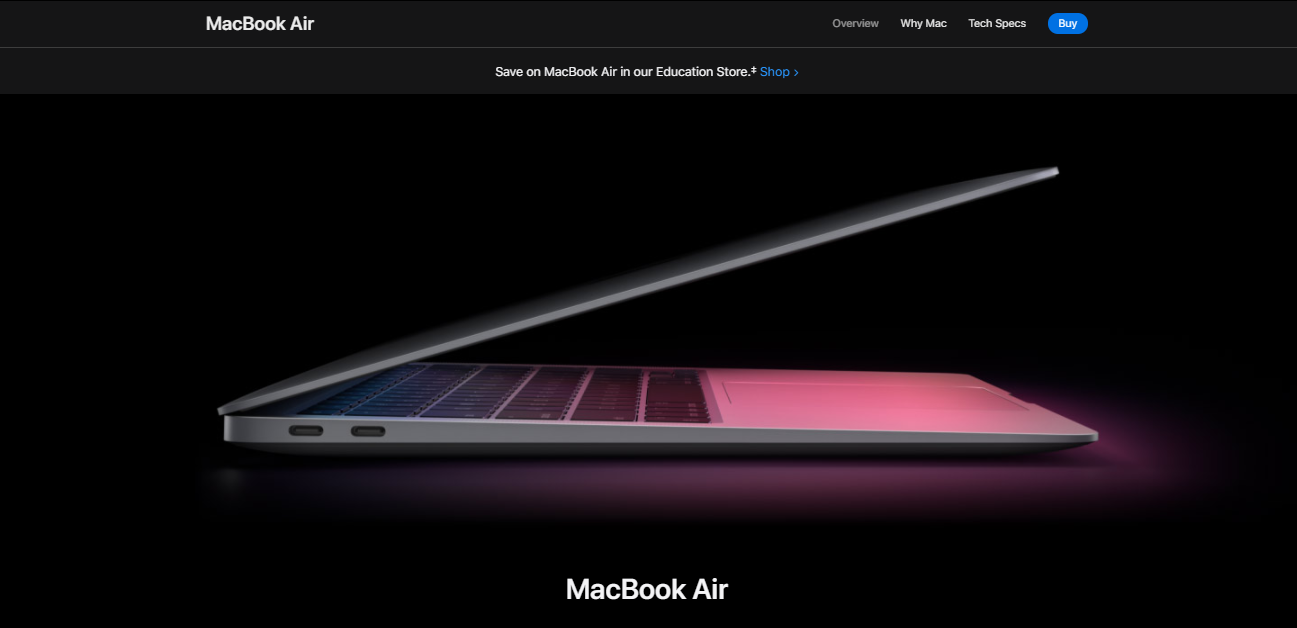 MacBook Air
Overview Why Mac Tech Specs Buy
Save on MacBook Air in our Education Store.‡ Shop >
MacBook Air